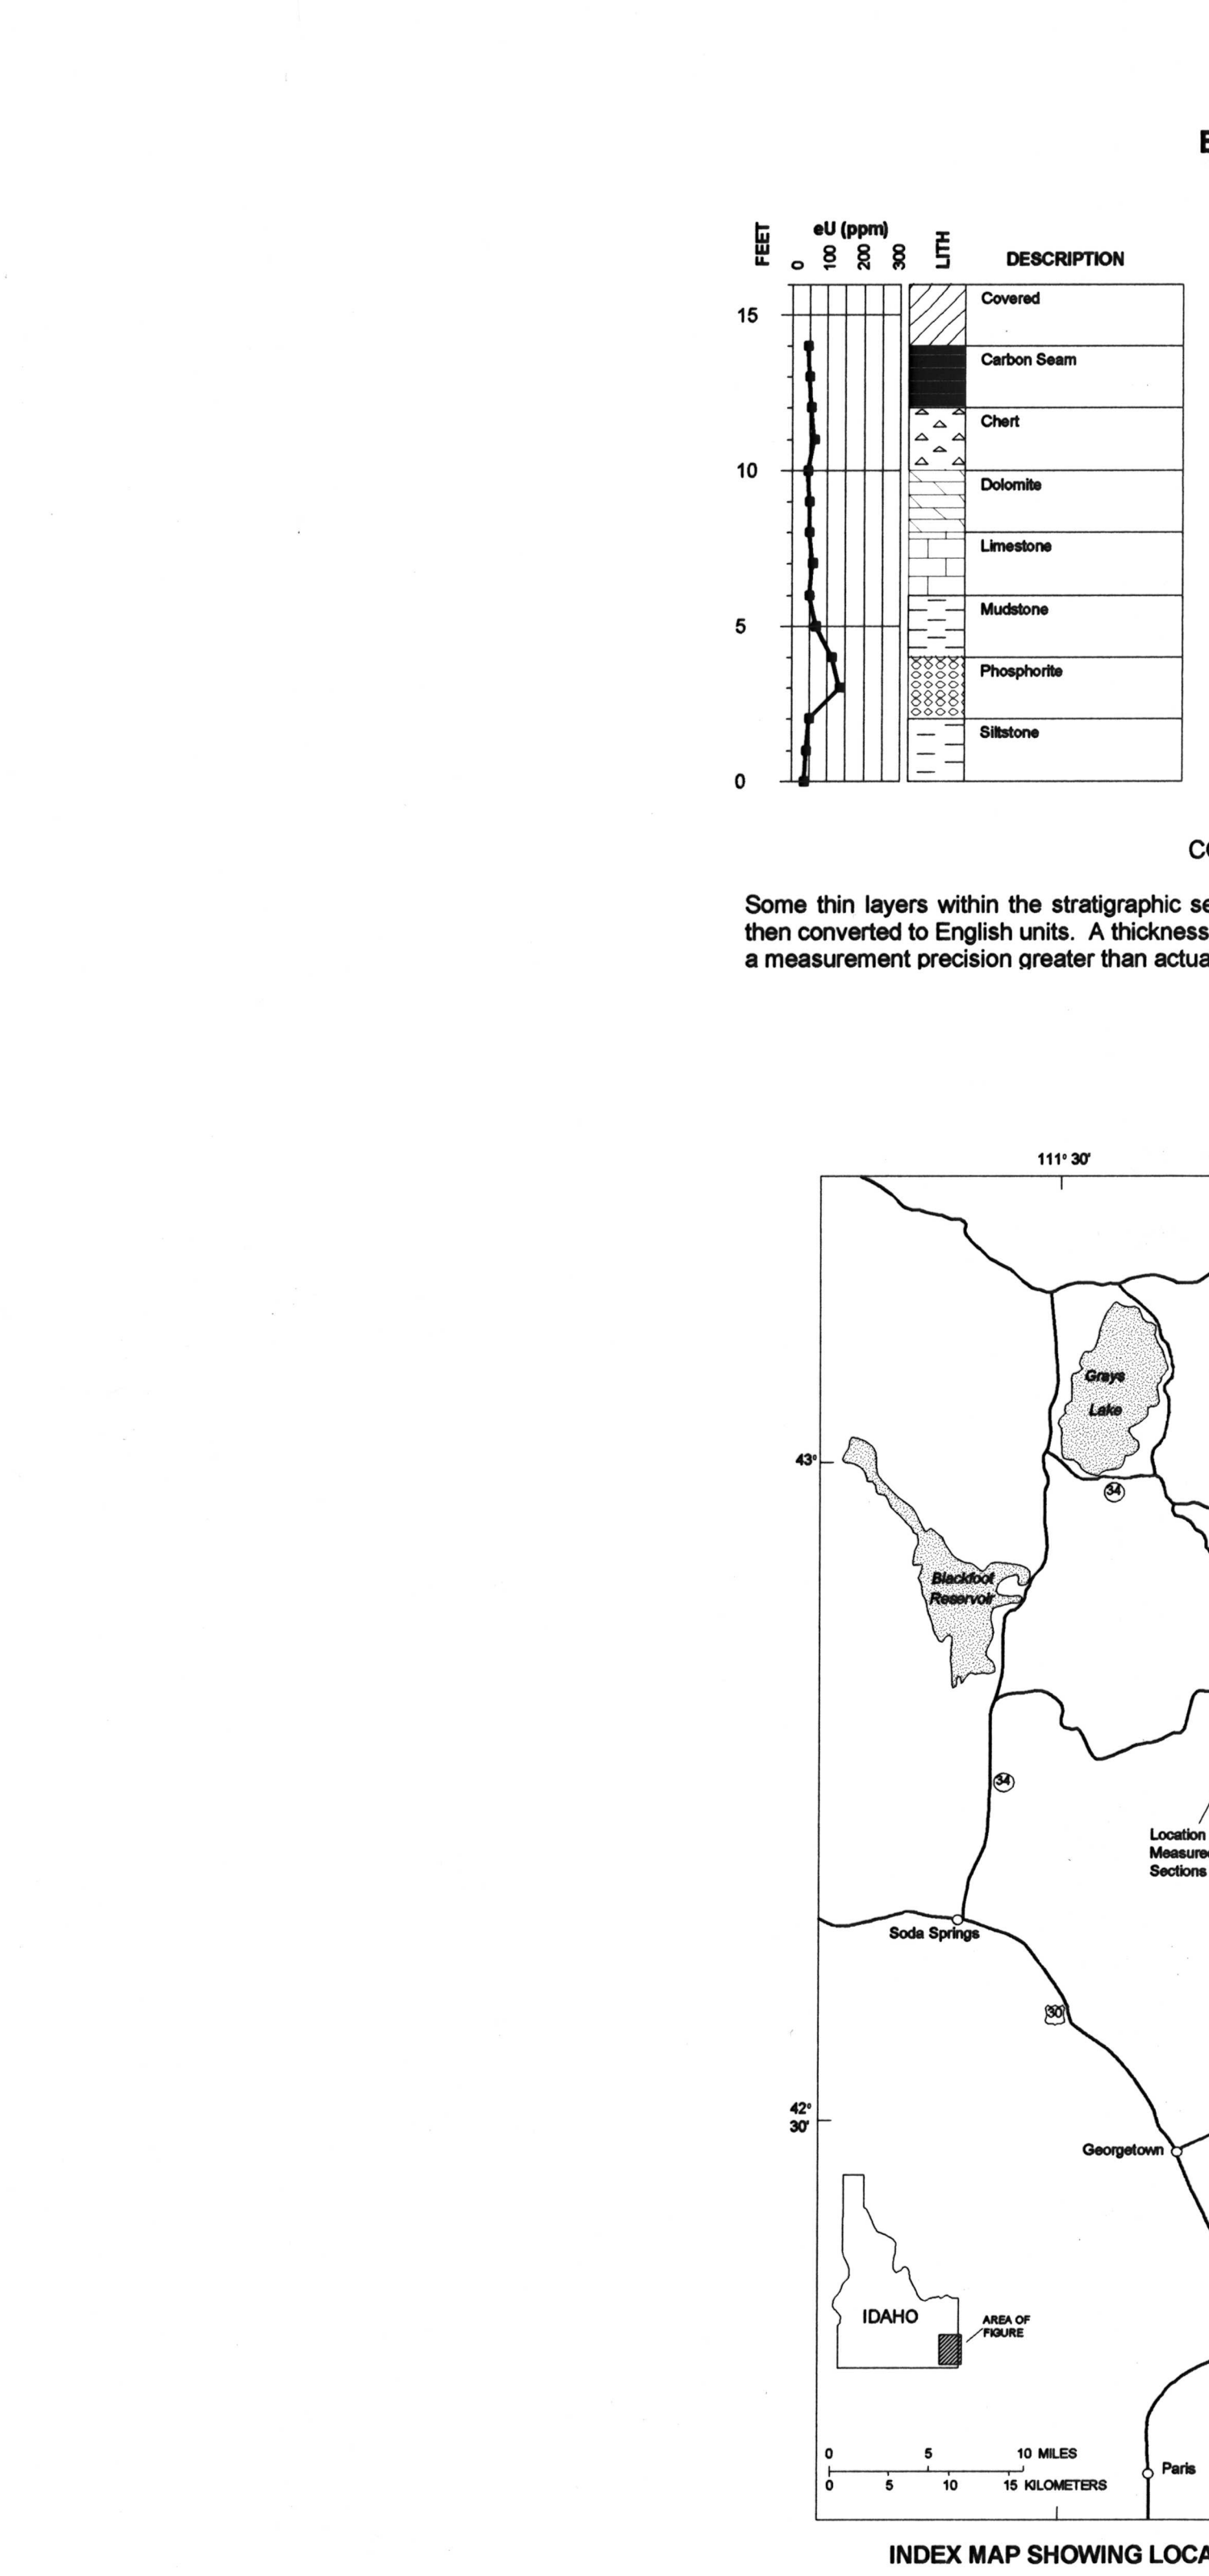 E
FEET
eU (ppm)
0 100 200 300
LITH
DESCRIPTION
15
10
5
0
Covered
Carbon Seam
Chert
Dolomite
Limestone
Mudstone
Phosphorite
Siltstone
CO
Some thin layers within the stratigraphic se
then converted to English units. A thickness
a measurement precision greater than actua
111° 30'
Grays
Lake
43°
34
Blackfoot
Reservoir
34
Location
Measure
Sections
Soda Springs
30
42°
30'
Georgetown
IDAHO
AREA OF
FIGURE
0 5 10 MILES
0 5 10 15 KILOMETERS
Paris
INDEX MAP SHOWING LOCA